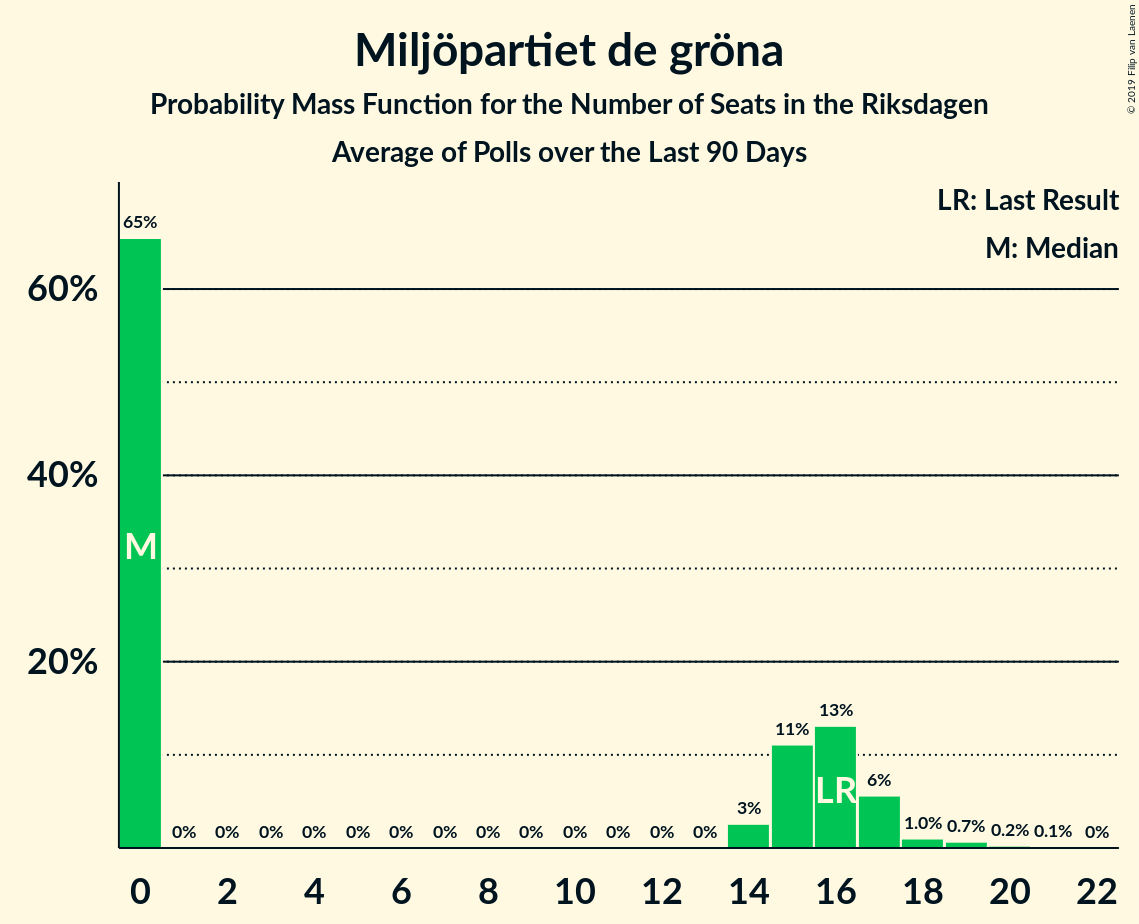 Miljöpartiet de gröna
Probability Mass Function for the Number of Seats in the Riksdagen
Average of Polls over the Last 90 Days
© 2019 Filip van Laenen
LR: Last Result
M: Median
60%
40%
20%
65%
0% 0% 0% 0% 0% 0% 0% 0% 0% 0% 0% 0% 0% 3% 11% 13% 6% 1.0% 0.7% 0.2% 0.1% 0%
M
LR
0 2 4 6 8 10 12 14 16 18 20 22